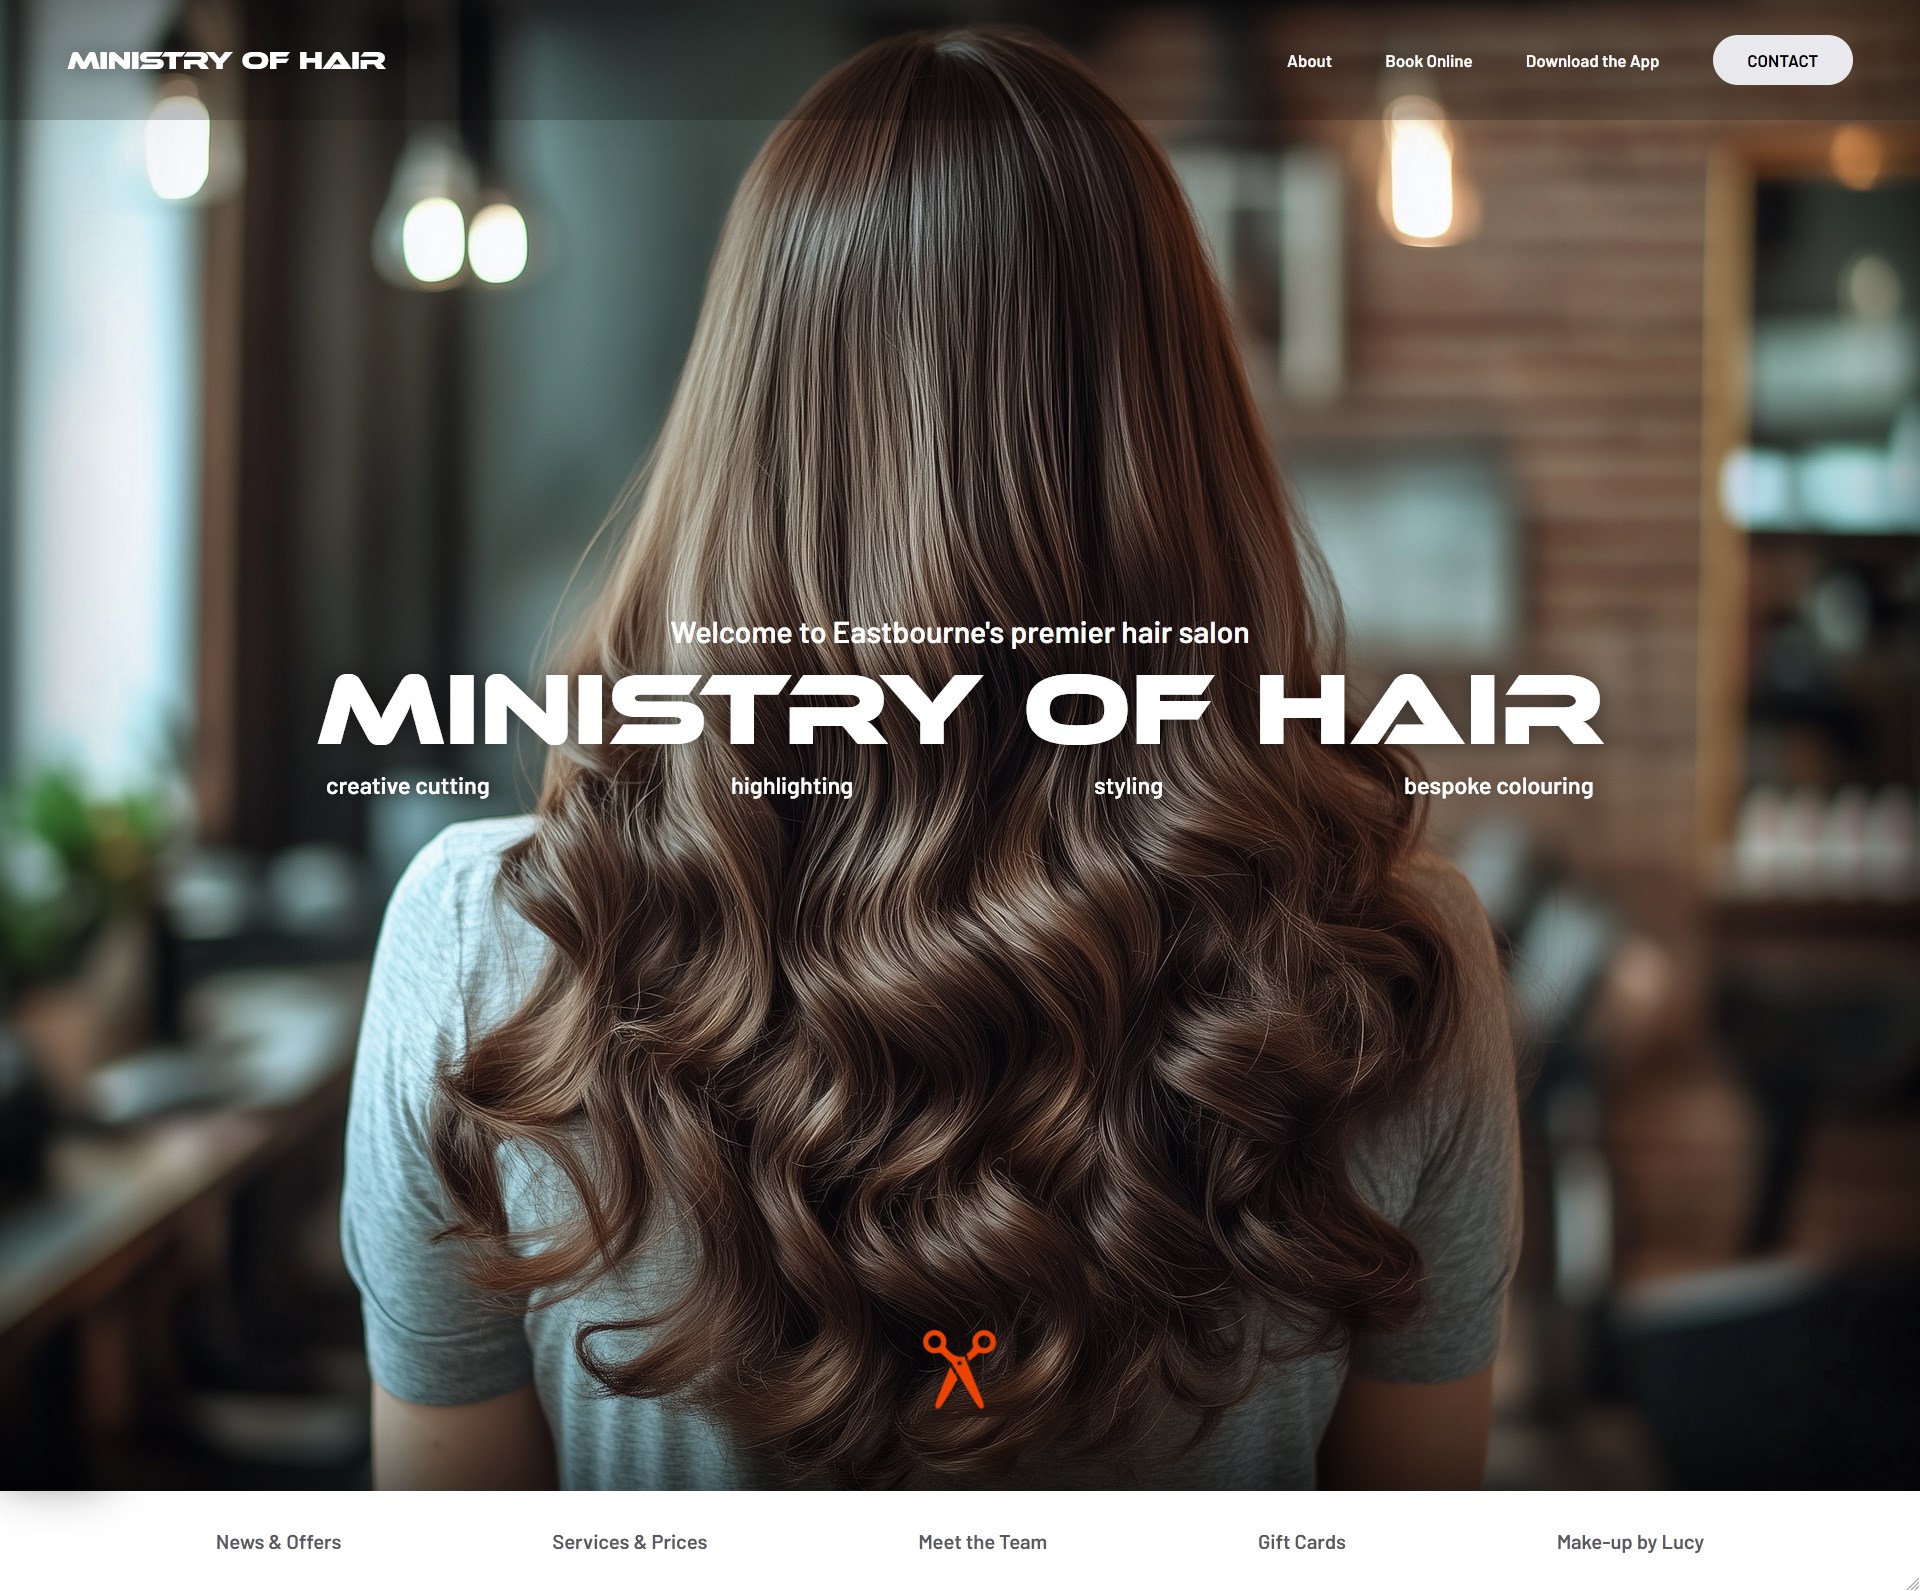 MINISTRY OF HAIR
About
Book Online
Download the App
CONTACT
Welcome to Eastbourne's premier hair salon
MINISTRY OF HAIR
creative cutting
highlighting
styling
bespoke colouring
News & Offers
Services & Prices
Meet the Team
Gift Cards
Make-up by Lucy